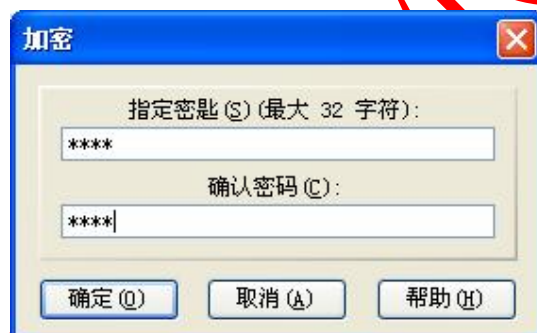 加密
指定密匙(S)(最大 32 字符):
****
确认密码(C):
****
确定(O) 取消(A) 帮助(H)